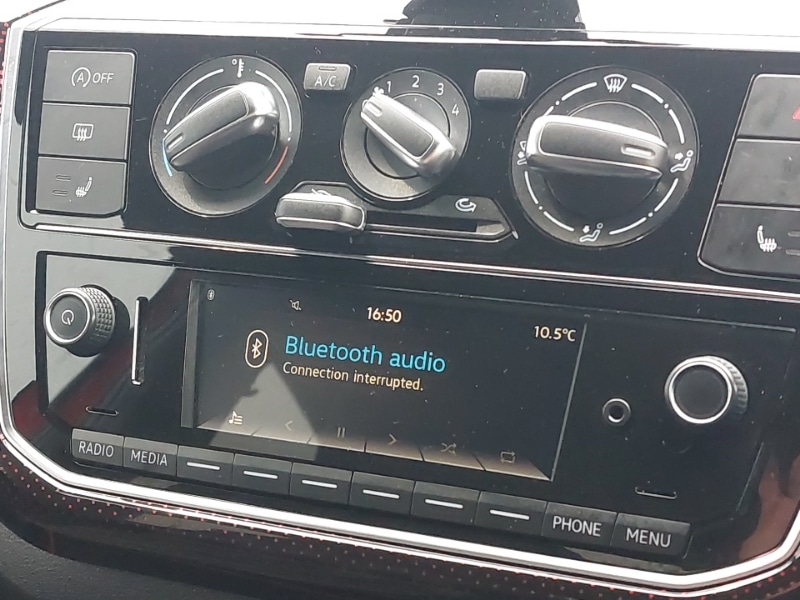 A OFF
A/C
1 2 3 4
16:50
10.5°C
Bluetooth audio
Connection interrupted.
RADIO MEDIA PHONE MENU